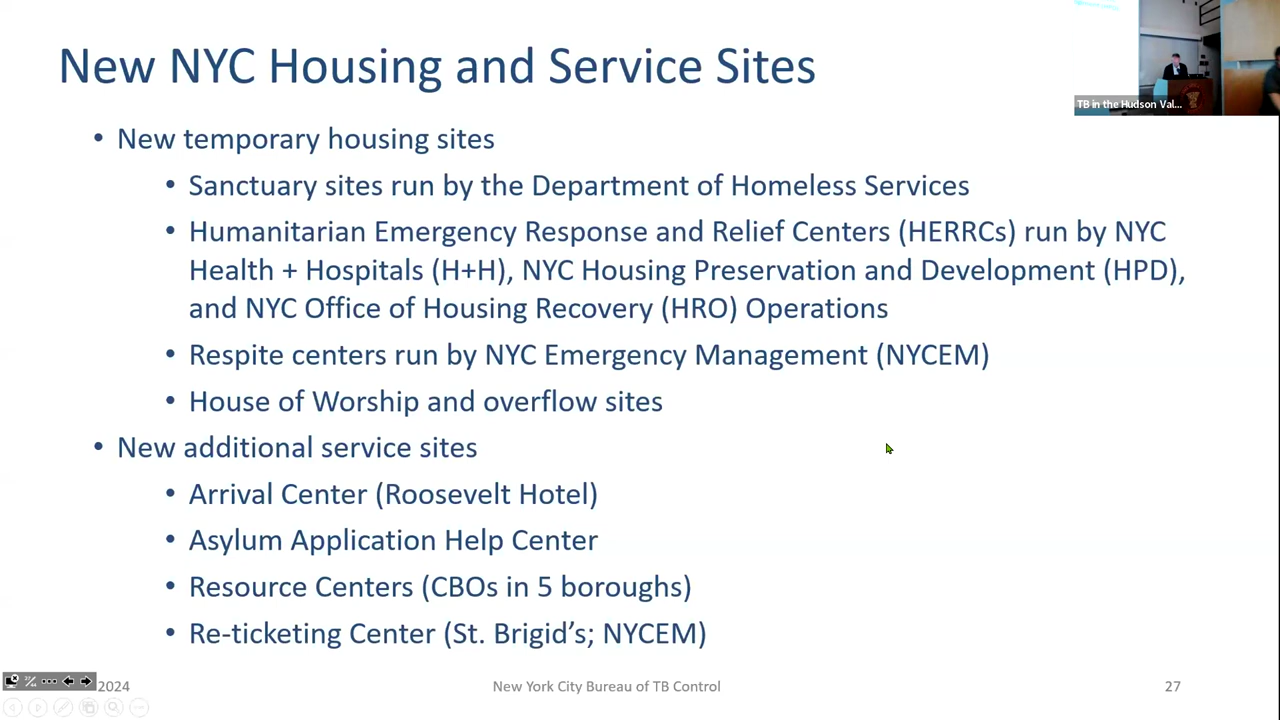 New NYC Housing and Service Sites
TB in the Hudson Val...
• New temporary housing sites
• Sanctuary sites run by the Department of Homeless Services
• Humanitarian Emergency Response and Relief Centers (HERRCs) run by NYC
Health + Hospitals (H+H), NYC Housing Preservation and Development (HPD),
and NYC Office of Housing Recovery (HRO) Operations
• Respite centers run by NYC Emergency Management (NYCEM)
• House of Worship and overflow sites
• New additional service sites
• Arrival Center (Roosevelt Hotel)
• Asylum Application Help Center
• Resource Centers (CBOs in 5 boroughs)
• Re-ticketing Center (St. Brigid’s; NYCEM)
2024
New York City Bureau of TB Control
27